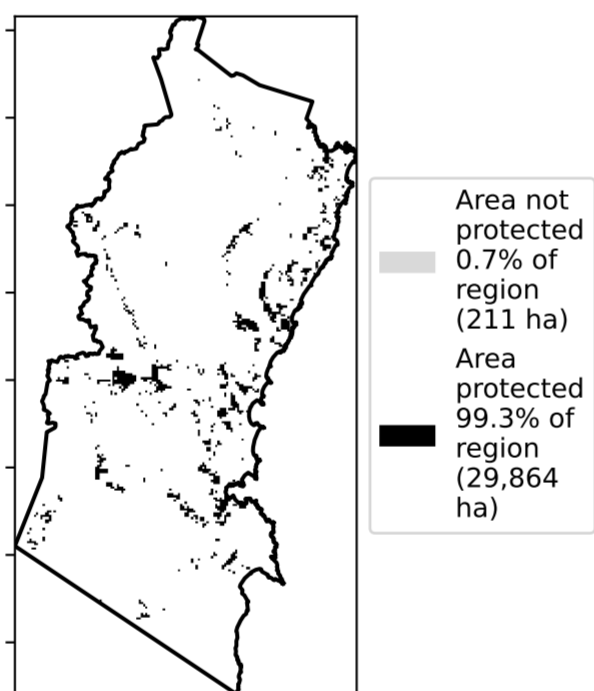 Area not
protected
0.7% of
region
(211 ha)
Area
protected
99.3% of
region
(29,864
ha)